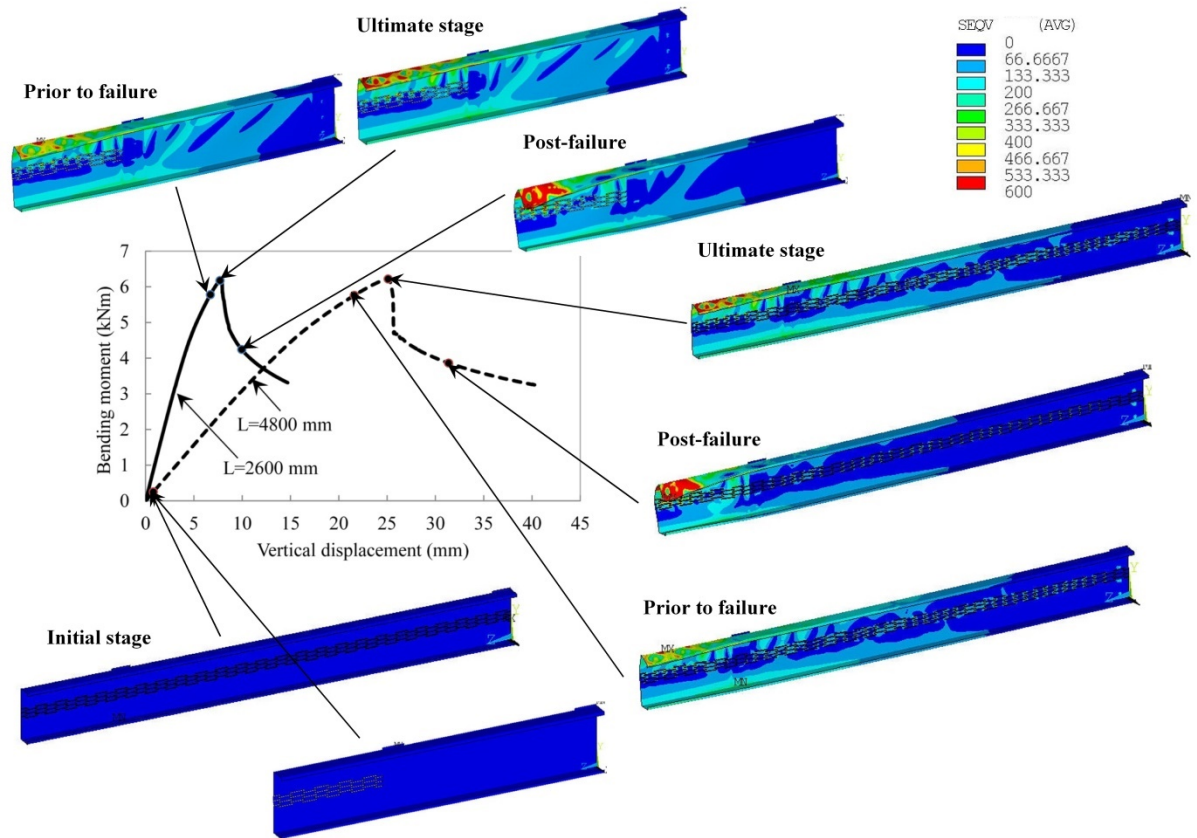 Ultimate stage
Prior to failure
Post-failure
SEQV (AVG)
0
66.6667
133.333
200
266.667
333.333
400
466.667
533.333
600
Ultimate stage
Post-failure
Prior to failure
Initial stage
Bending moment (kNm)
7
6
5
4
3
2
1
0
L=4800 mm
L=2600 mm
0 5 10 15 20 25 30 35 40 45
Vertical displacement (mm)
MX
MN
Y
Z